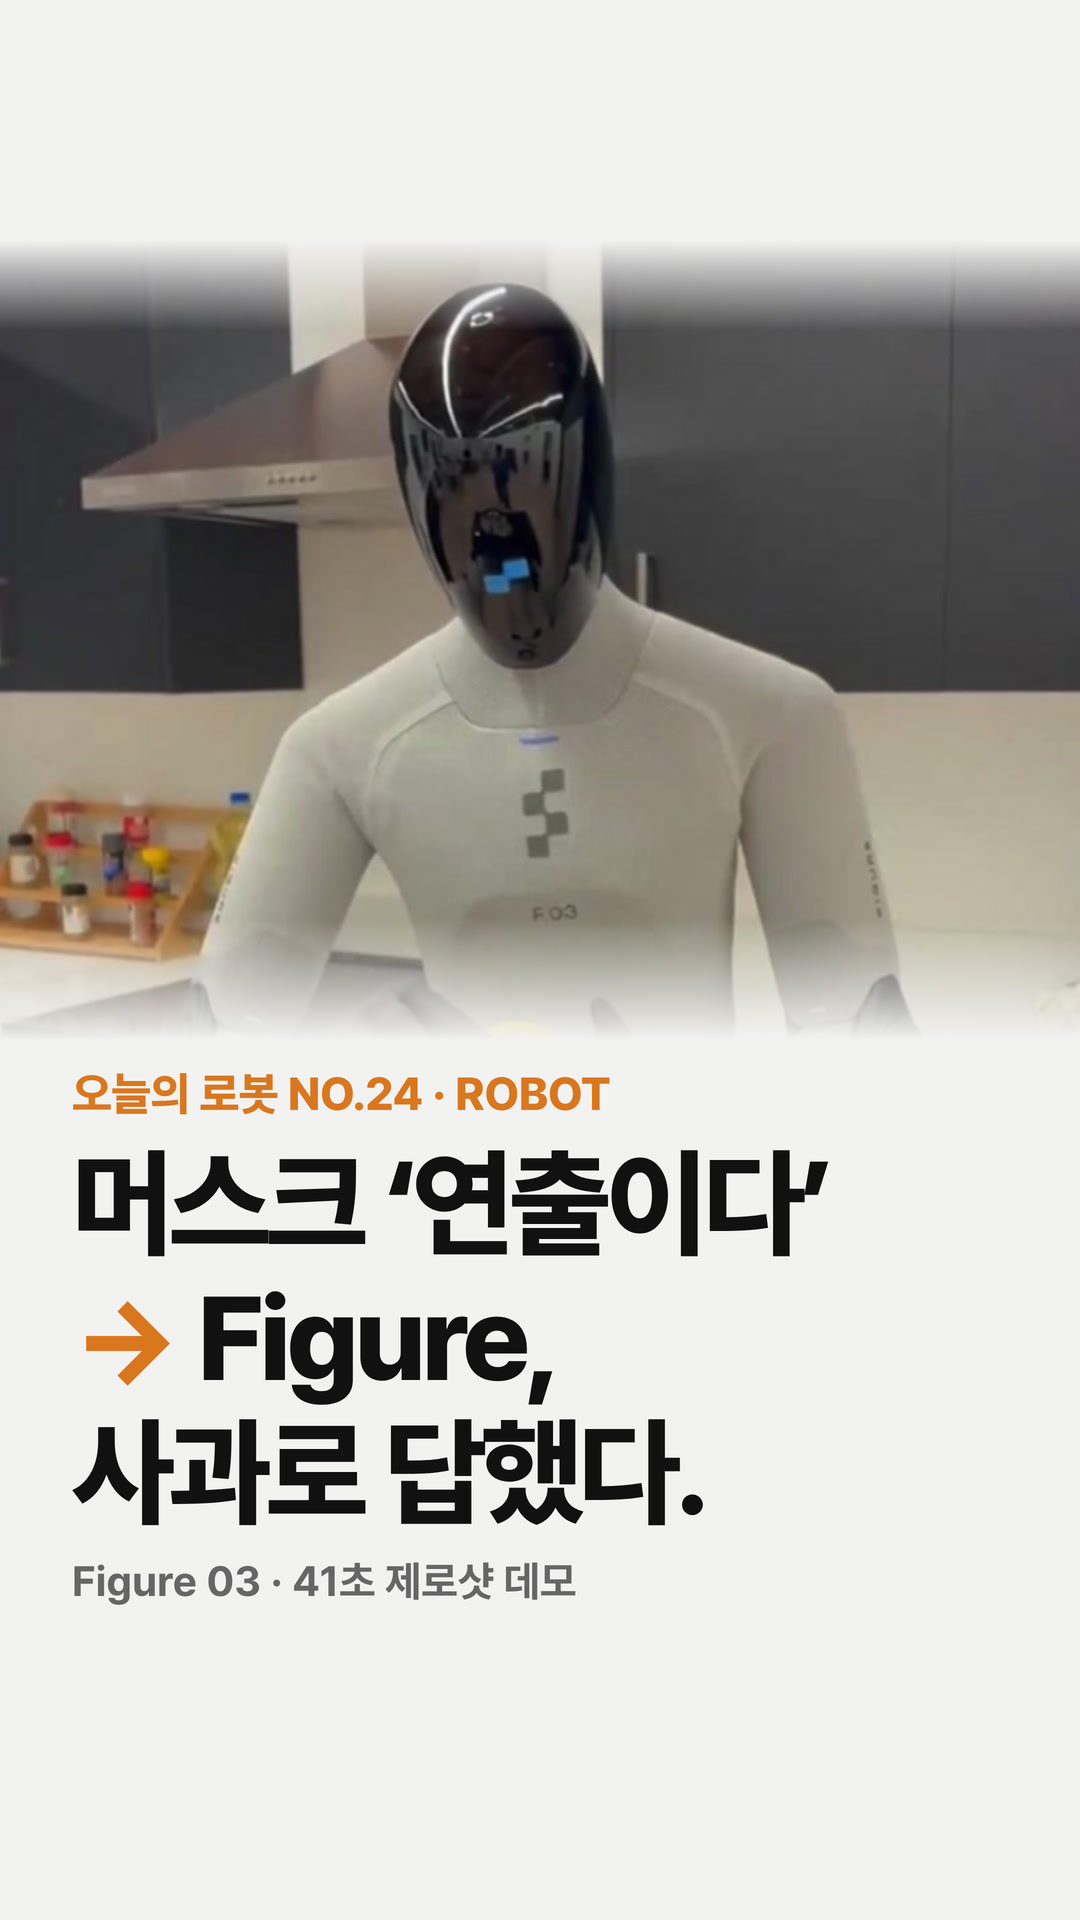 F.03
오늘의 로봇 NO.24 · ROBOT
머스크 ‘연출이다’
→ Figure,
사과로 답했다.
Figure 03 · 41초 제로샷 데모